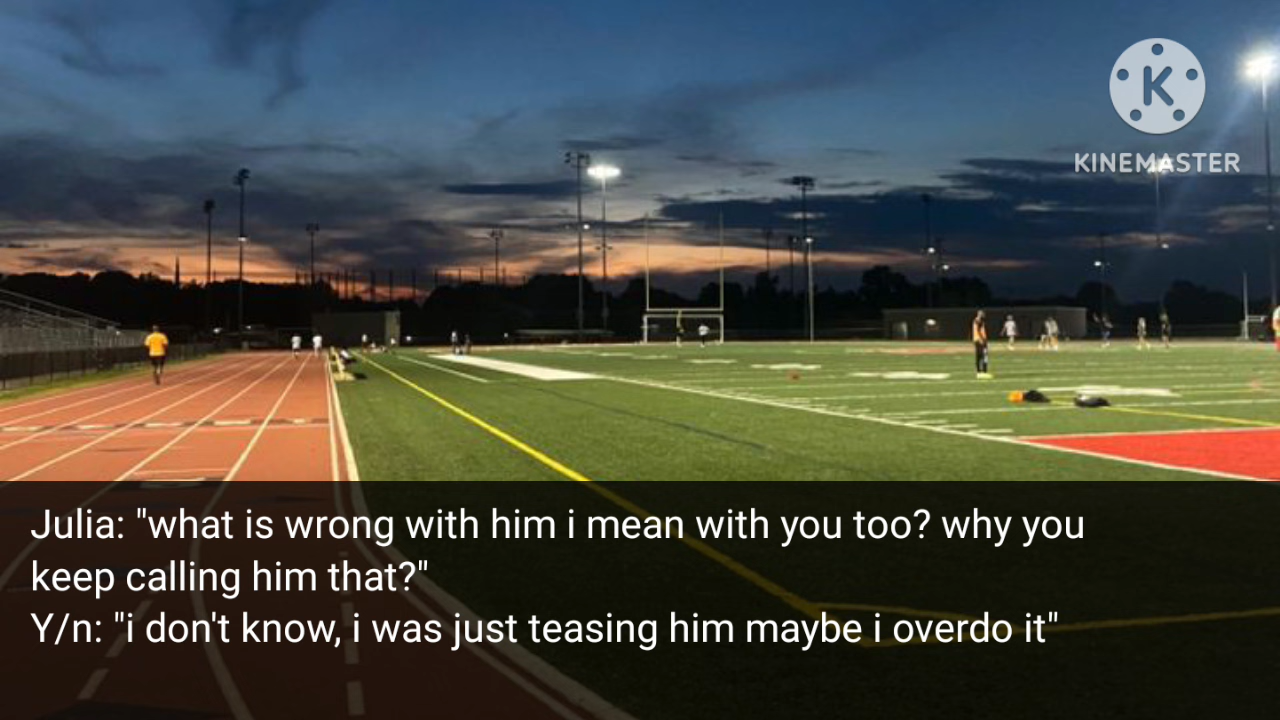 KINEMASTER
Julia: "what is wrong with him i mean with you too? why you
keep calling him that?"
Y/n: "i don't know, i was just teasing him maybe i overdo it"